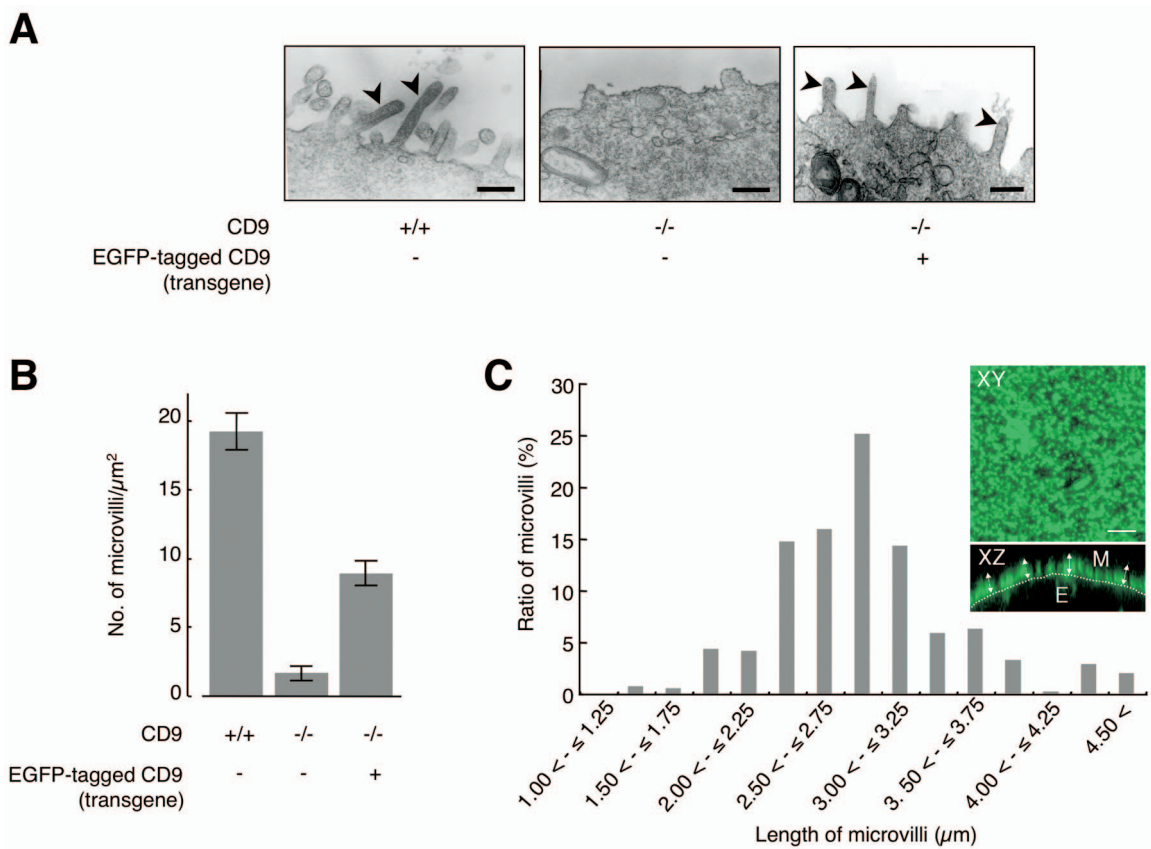 A
CD9 +/+ -/- -/-
EGFP-tagged CD9 - - +
(transgene)
B
No. of microvilli/µm²
20
15
10
5
0
CD9 +/+ -/- -/-
EGFP-tagged CD9 - - +
(transgene)
C
Ratio of microvilli (%)
30
25
20
15
10
5
0
1.00 < - ≤ 1.25
1.50 < - ≤ 1.75
2.00 < - ≤ 2.25
2.50 < - ≤ 2.75
3.00 < - ≤ 3.25
3. 50 < - ≤ 3.75
4.00 < - ≤ 4.25
4.50 <
Length of microvilli (µm)
XY
XZ
M
E